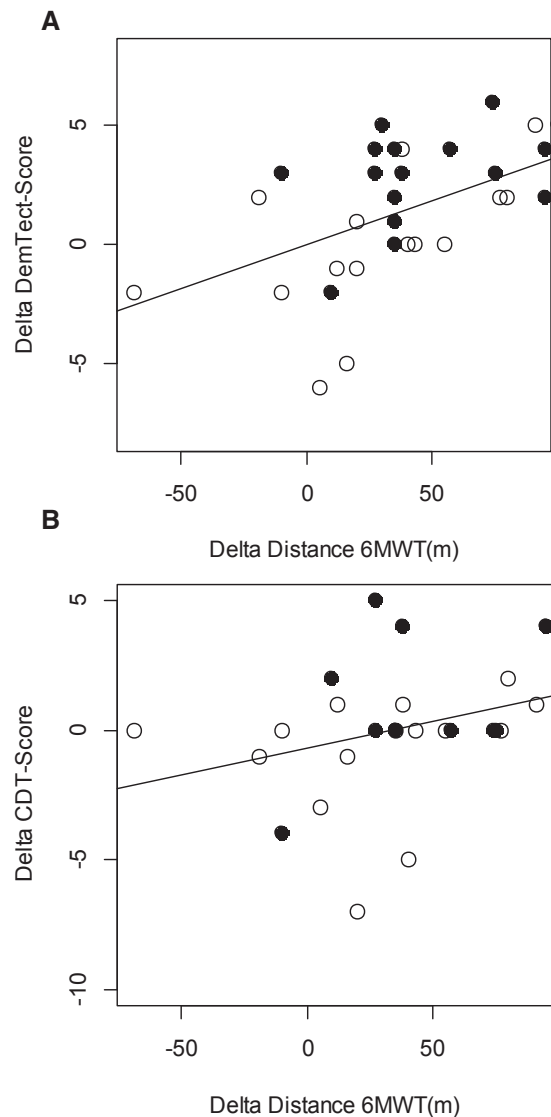 A
Delta DemTect-Score
5
0
-5
-50 0 50
Delta Distance 6MWT(m)
B
Delta CDT-Score
5
0
-5
-10
-50 0 50
Delta Distance 6MWT(m)